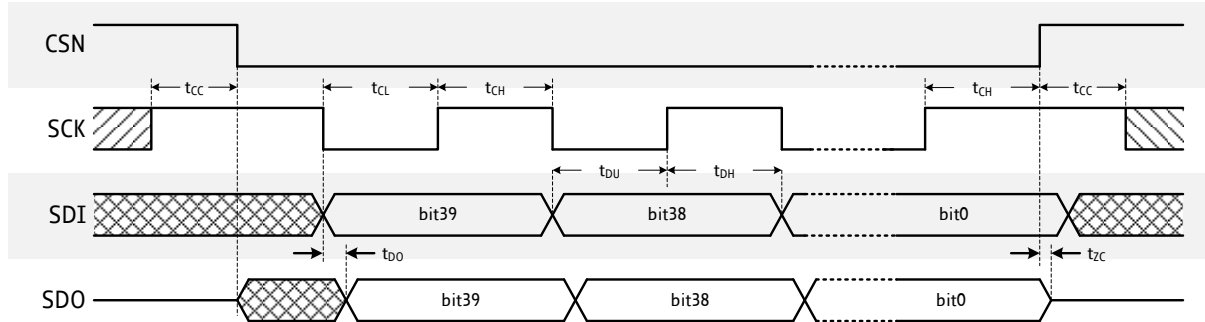 CSN
tCC tCL tCH tCH tCC
SCK
tDU tDH
SDI bit39 bit38 bit0
tDO tZC
SDO bit39 bit38 bit0